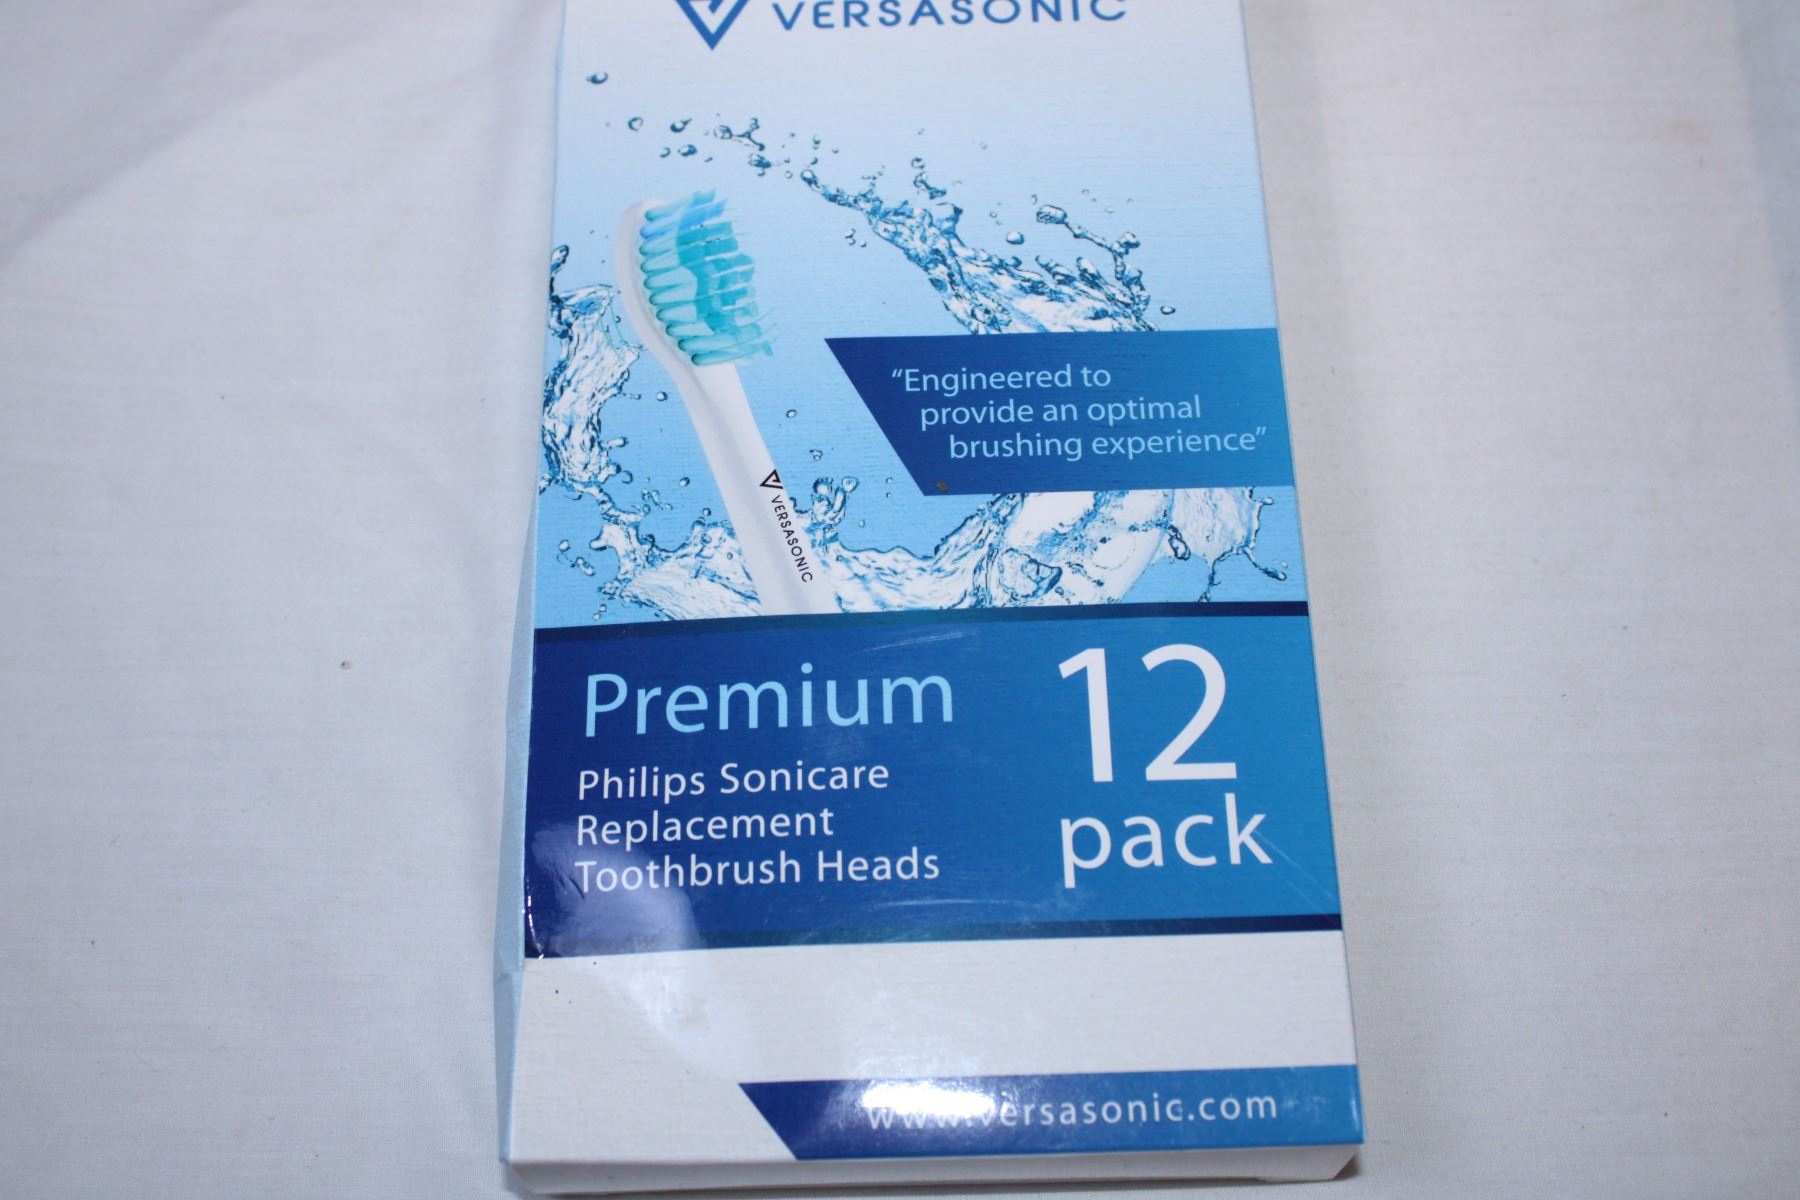 VERSASONIC
"Engineered to
provide an optimal
brushing experience"
VERSASONIC
Premium
Philips Sonicare
Replacement
Toothbrush Heads
12
pack
www.versasonic.com